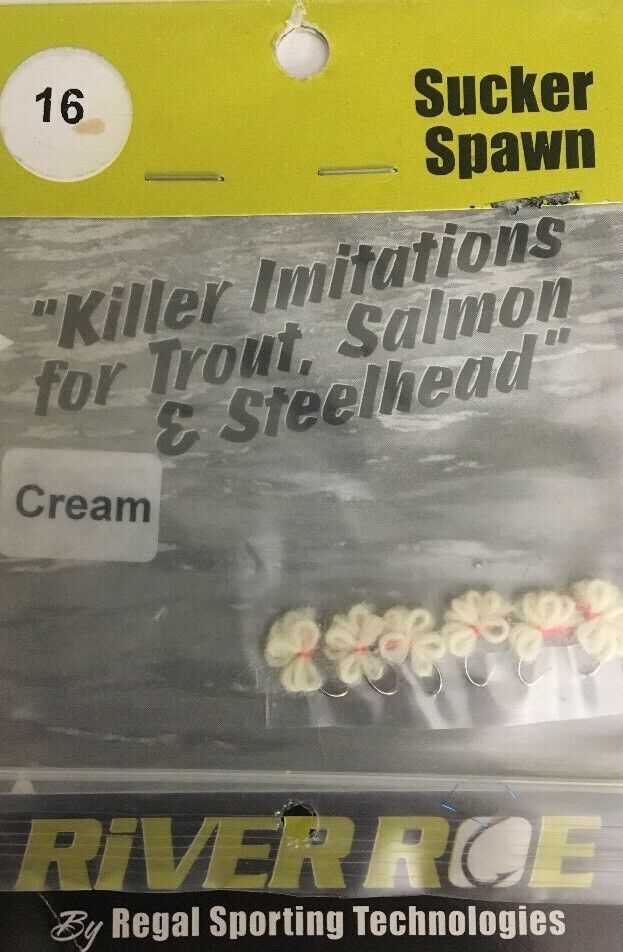 16
Sucker
Spawn
"Killer Imitations
for Trout, Salmon
& Steelhead"
Cream
RiVER ROE
By Regal Sporting Technologies